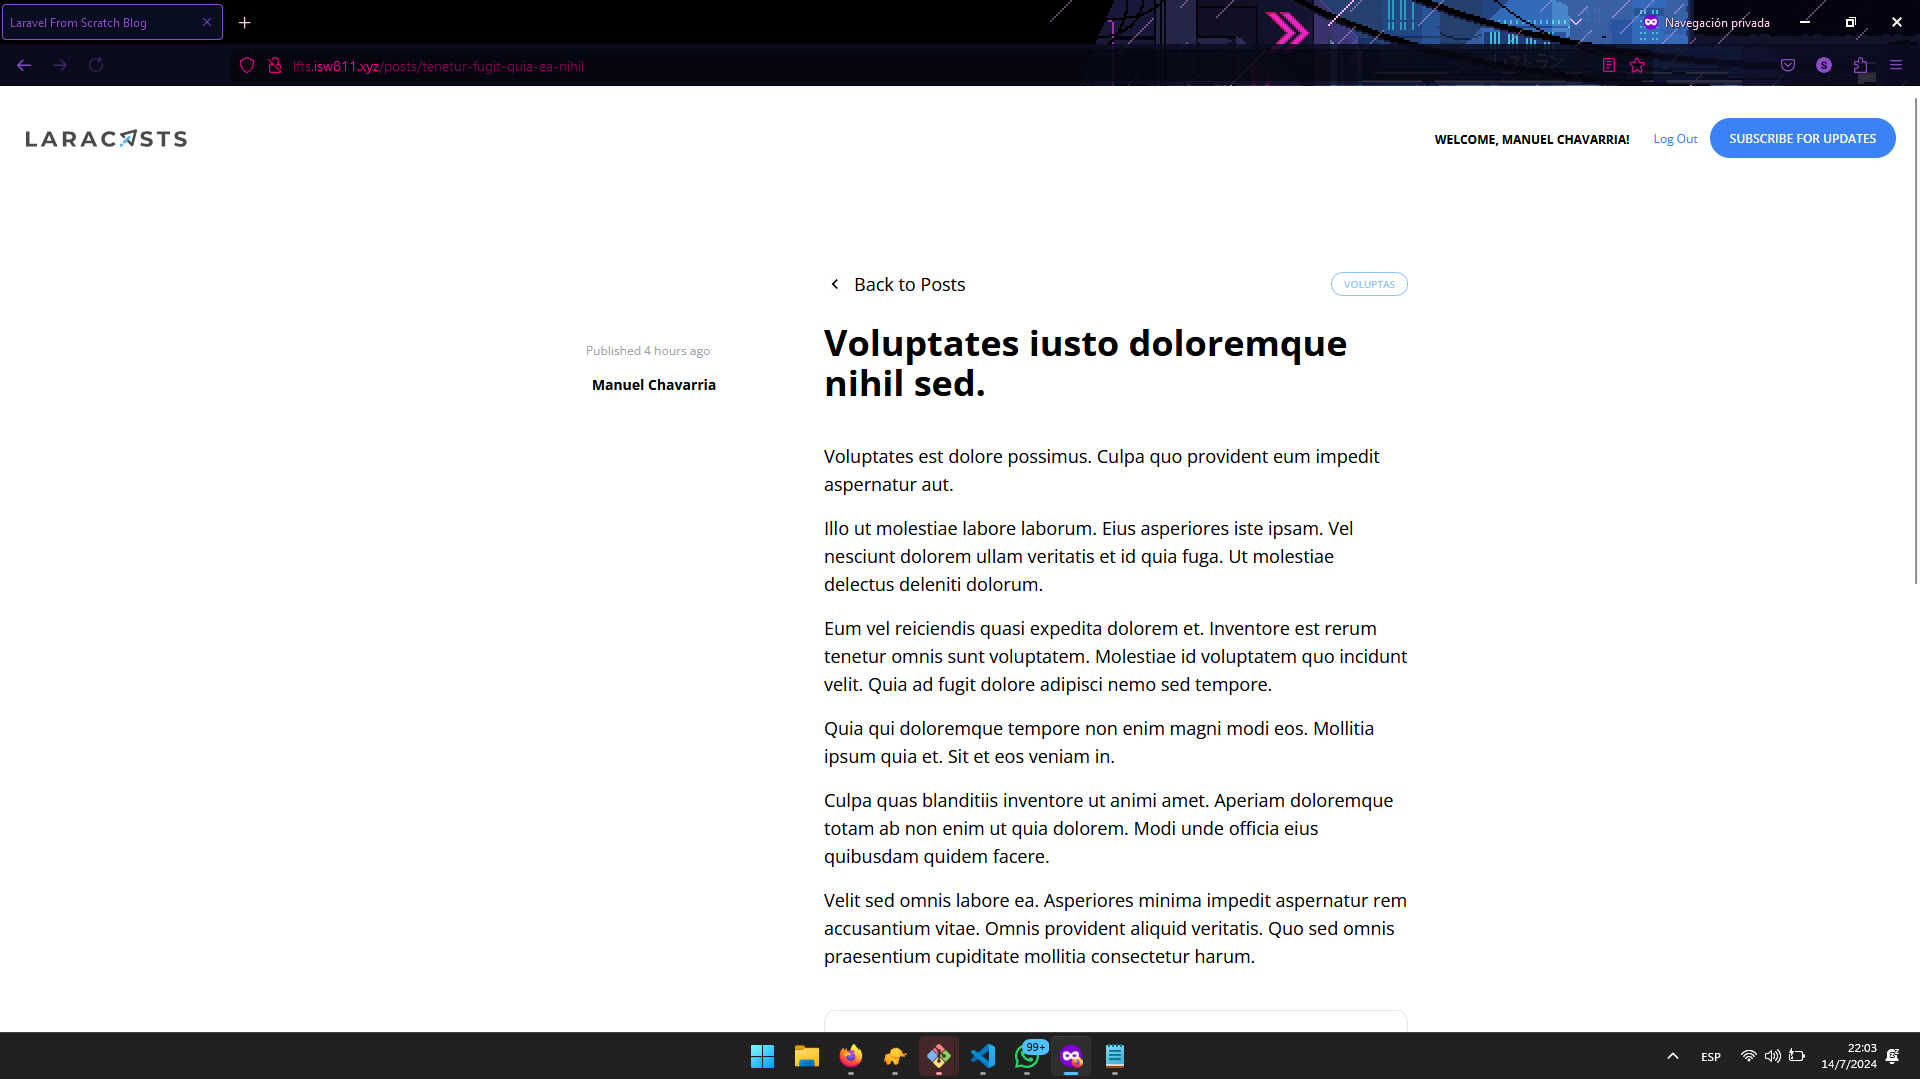 Laravel From Scratch Blog
Navegación privada
lfts.isw811.xyz/posts/tenetur-fugit-quia-ea-nihil
LARACASTS
WELCOME, MANUEL CHAVARRIA!
Log Out
SUBSCRIBE FOR UPDATES
Back to Posts
VOLUPTAS
Published 4 hours ago
Manuel Chavarria
Voluptates iusto doloremque
nihil sed.
Voluptates est dolore possimus. Culpa quo provident eum impedit
aspernatur aut.
Illo ut molestiae labore laborum. Eius asperiores iste ipsam. Vel
nesciunt dolorem ullam veritatis et id quia fuga. Ut molestiae
delectus deleniti dolorum.
Eum vel reiciendis quasi expedita dolorem et. Inventore est rerum
tenetur omnis sunt voluptatem. Molestiae id voluptatem quo incidunt
velit. Quia ad fugit dolore adipisci nemo sed tempore.
Quia qui doloremque tempore non enim magni modi eos. Mollitia
ipsum quia et. Sit et eos veniam in.
Culpa quas blanditiis inventore ut animi amet. Aperiam doloremque
totam ab non enim ut quia dolorem. Modi unde officia eius
quibusdam quidem facere.
Velit sed omnis labore ea. Asperiores minima impedit aspernatur rem
accusantium vitae. Omnis provident aliquid veritatis. Quo sed omnis
praesentium cupiditate mollitia consectetur harum.
99+
ESP
22:03
14/7/2024